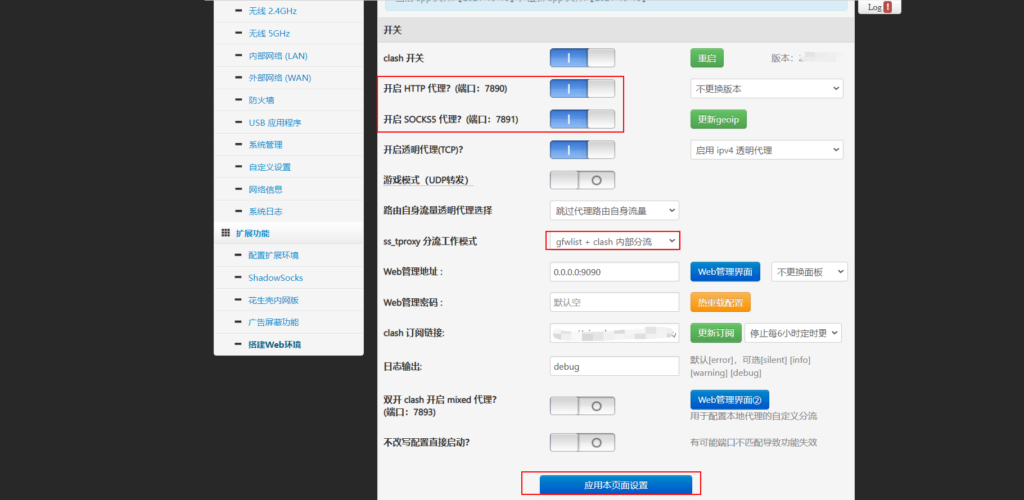 Log !
无线 2.4GHz
无线 5GHz
内部网络 (LAN)
外部网络 (WAN)
防火墙
USB 应用程序
系统管理
自定义设置
网络信息
系统日志
扩展功能
配置扩展环境
ShadowSocks
花生壳内网版
广告屏蔽功能
搭建Web环境
开关
clash 开关
重启
版本:
开启 HTTP 代理? (端口: 7890)
不更换版本
开启 SOCKS5 代理? (端口: 7891)
更新geoip
开启透明代理(TCP)?
启用 ipv4 透明代理
游戏模式(UDP转发)
路由自身流量透明代理选择
跳过代理路由自身流量
ss_tproxy 分流工作模式
gfwlist + clash 内部分流
Web管理地址 :
0.0.0.0:9090
Web管理界面
不更换面板
Web管理密码 :
默认空
热重载配置
clash 订阅链接:
更新订阅
停止每6小时定时更
日志输出:
debug
默认[error], 可选[silent] [info]
[warning] [debug]
双开 clash 开启 mixed 代理?
(端口: 7893)
Web管理界面②
用于配置本地代理的自定义分流
不改写配置直接启动?
有可能端口不匹配导致功能失效
应用本页面设置